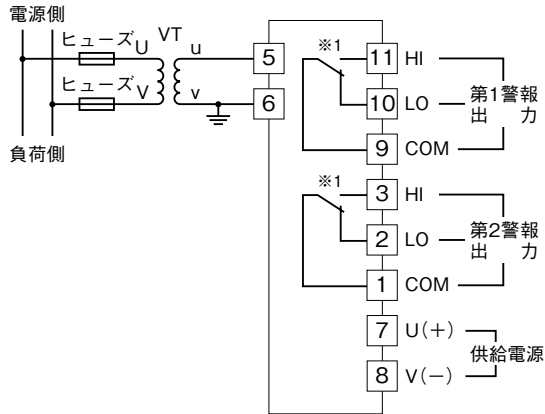 電源側
ヒューズ U VT u
ヒューズ V v
負荷側
5
6
※1
11 HI
10 LO
9 COM
第1警報
出 力
※1
3 HI
2 LO
1 COM
第2警報
出 力
7 U(+)
8 V(−)
供給電源